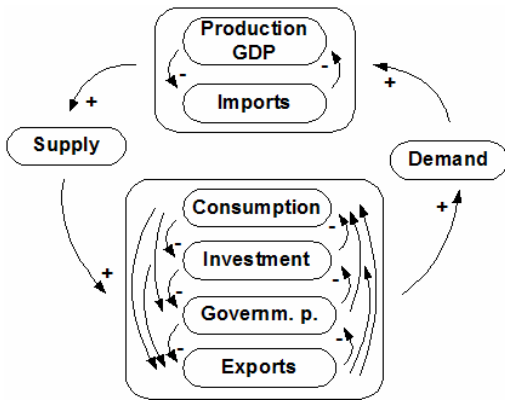 Production
GDP
-
-
Imports
+
+
Supply
Demand
Consumption
+
-
-
Investment
+
-
-
Governm. p.
-
-
Exports